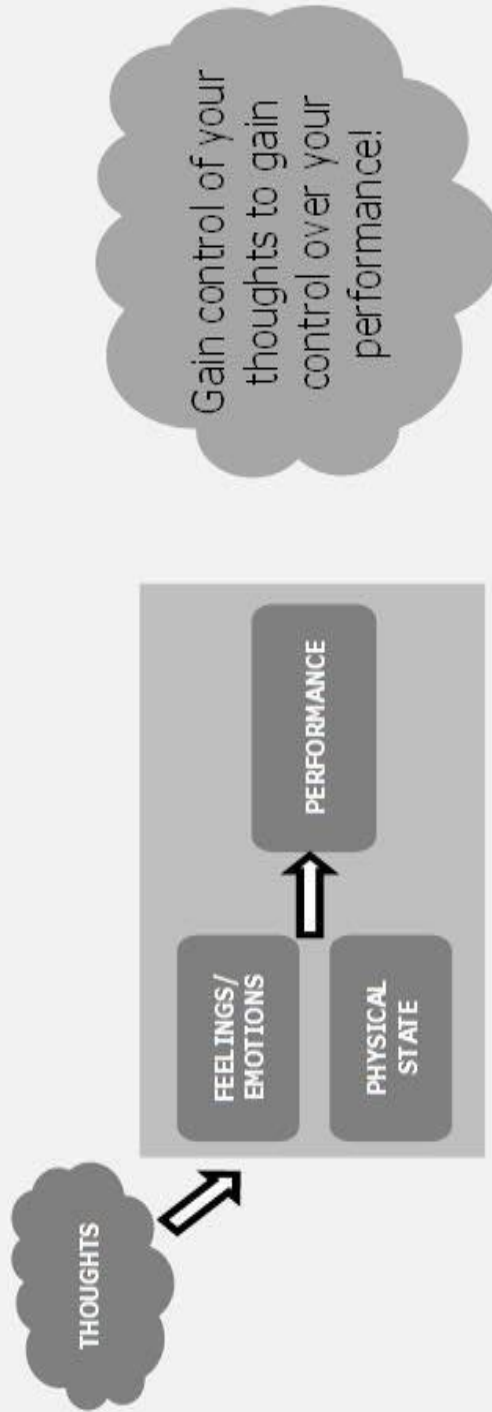 THOUGHTS
FEELINGS/
EMOTIONS
PHYSICAL
STATE
PERFORMANCE
Gain control of your
thoughts to gain
control over your
performance!